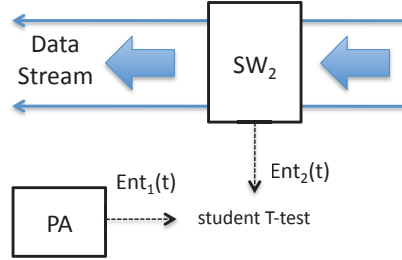 Data
Stream
SW₂
Ent₁(t)
Ent₂(t)
PA
student T-test